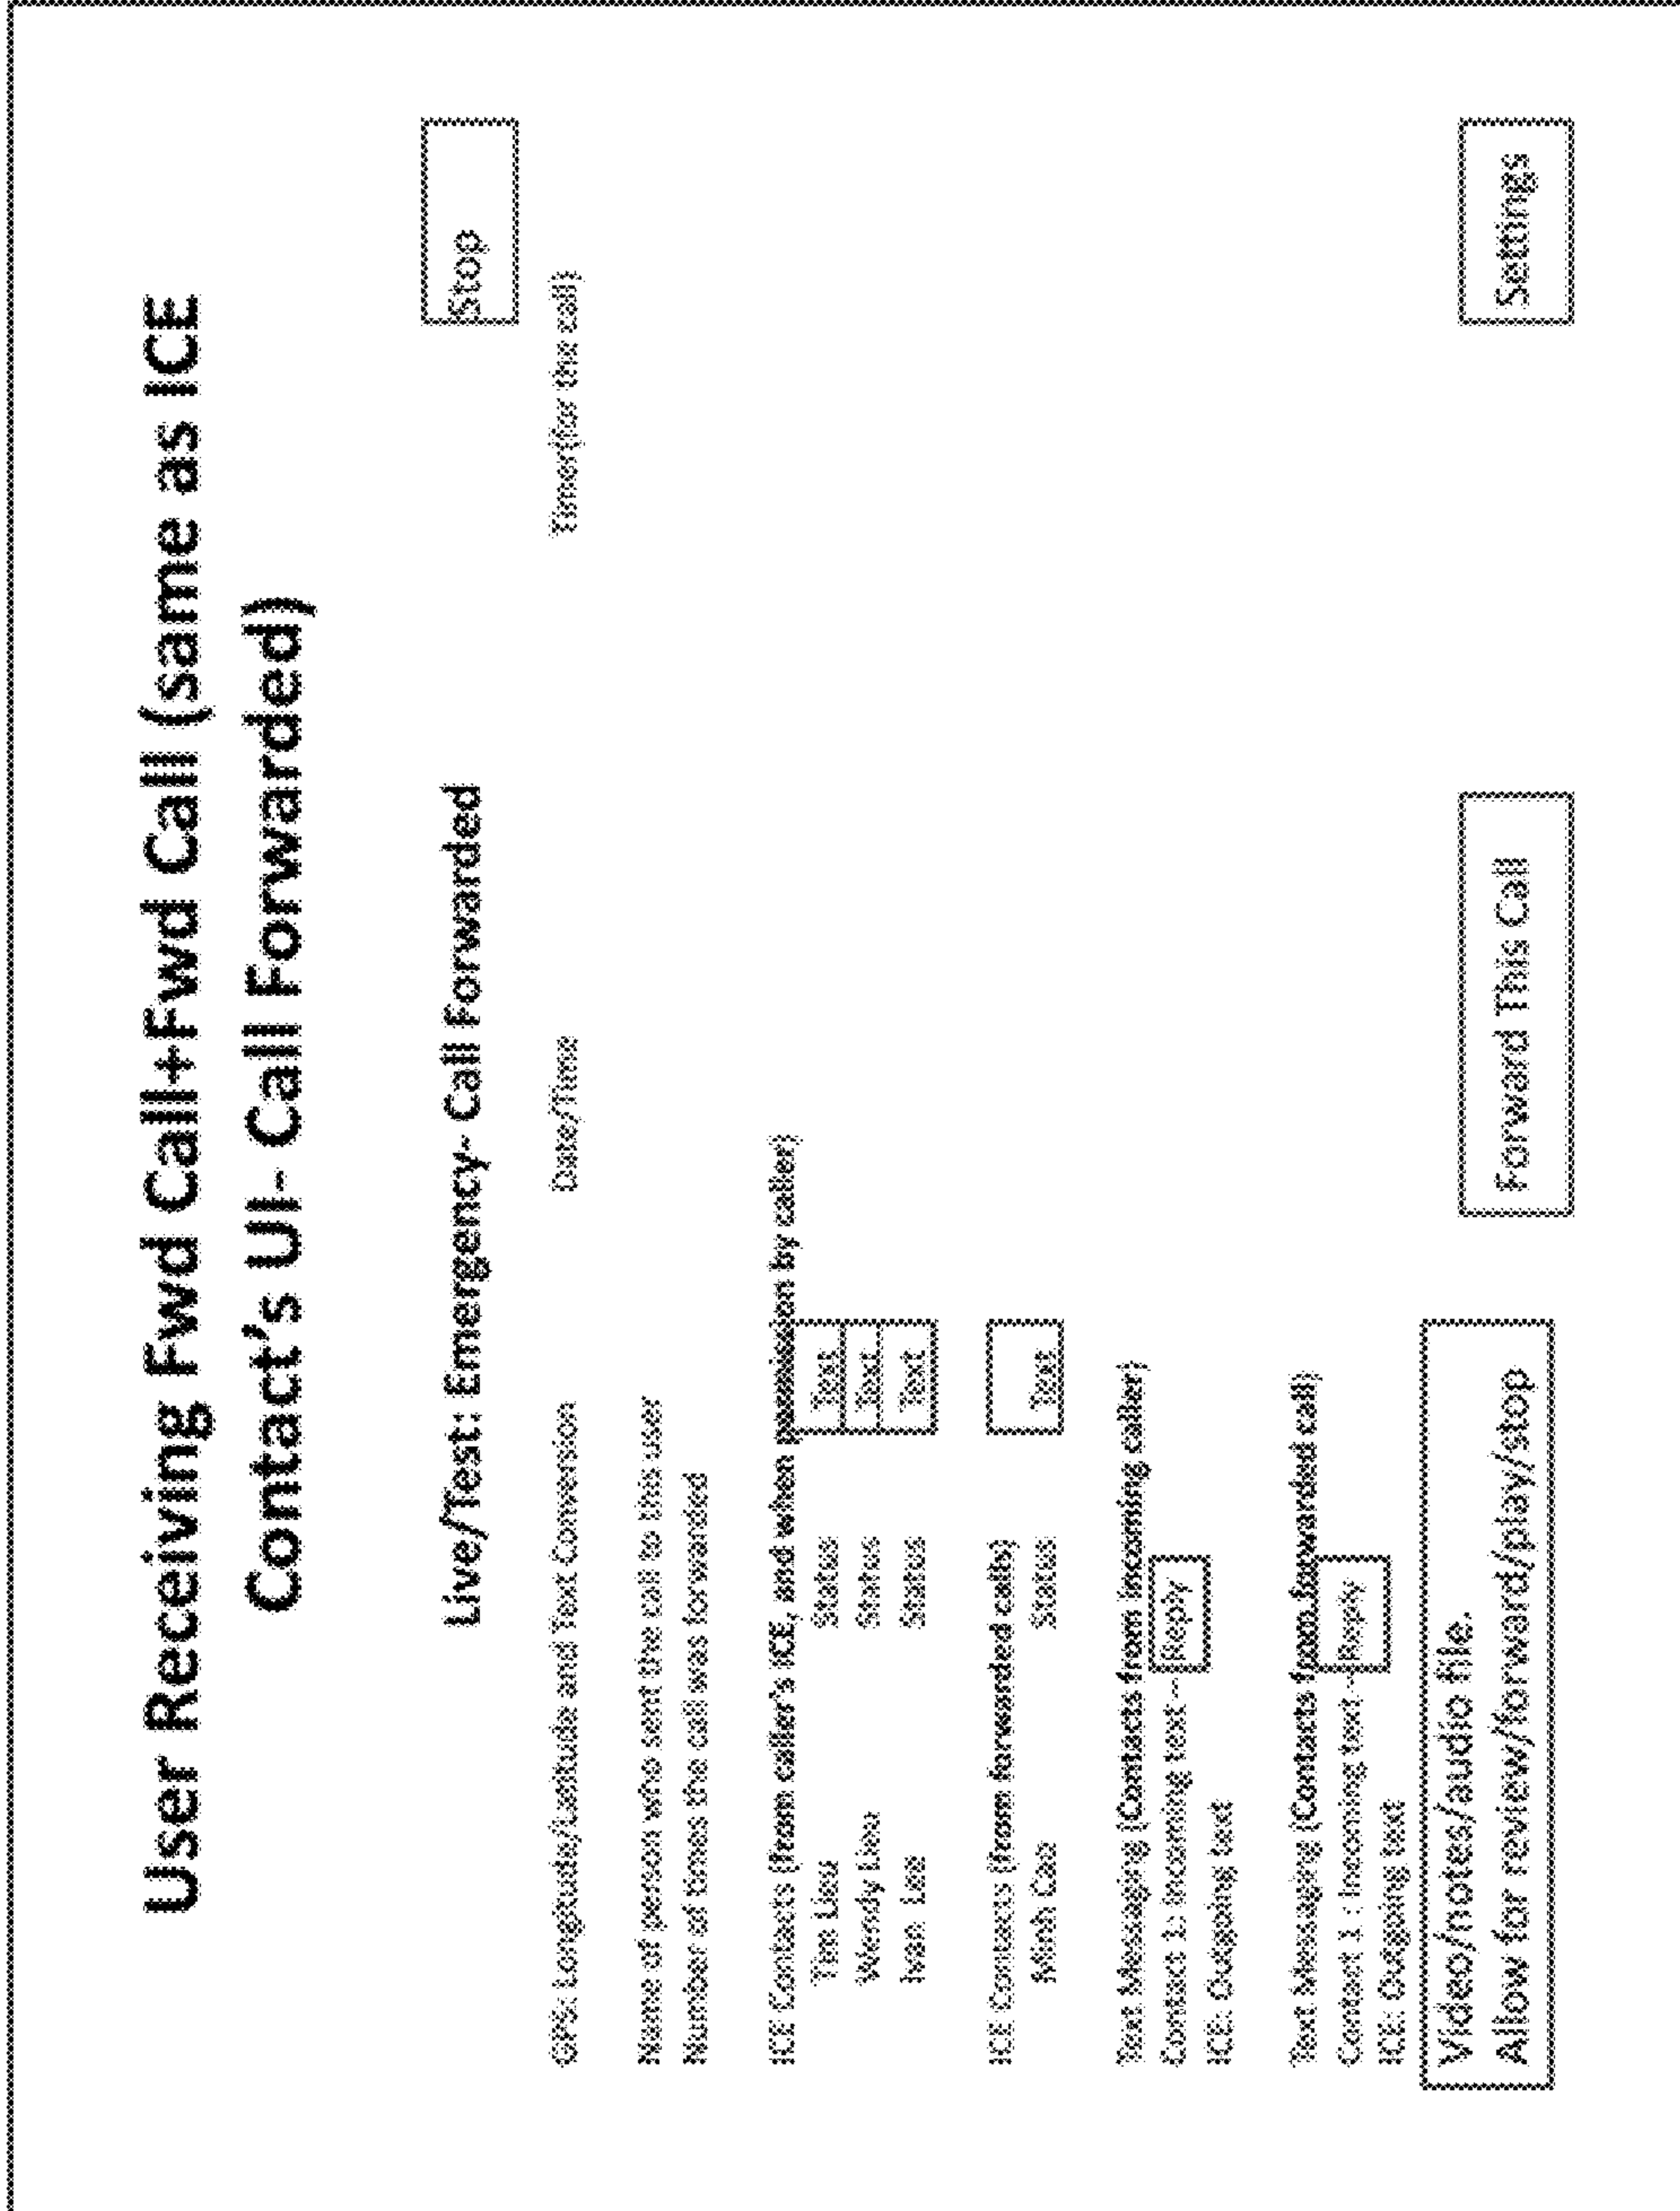 User Receiving Fwd Call+Fwd Call (same as ICE
Contact's UI- Call Forwarded)
Live/Test: Emergency- Call Forwarded
Stop
GPS: Longitude/Latitude and Text Conversion
Date/Time
Timer(for the call)
Name of person who sent the call to this user
Number of times the call was forwarded
ICE Contacts (from caller's ICE, and when permission by caller)
Tim Lieu Status Text
Wendy Lieu Status Text
Ivan Lee Status Text
ICE Contacts (from forwarded calls)
Minh Cao Status Text
Text Messaging (Contacts from incoming caller)
Contact 1: Incoming text -- Reply
ICE: Outgoing text
Text Messaging (Contacts from forwarded call)
Contact 1 : Incoming text -- Reply
ICE: Outgoing text
Video/notes/audio file.
Allow for review/forward/play/stop
Forward This Call
Settings